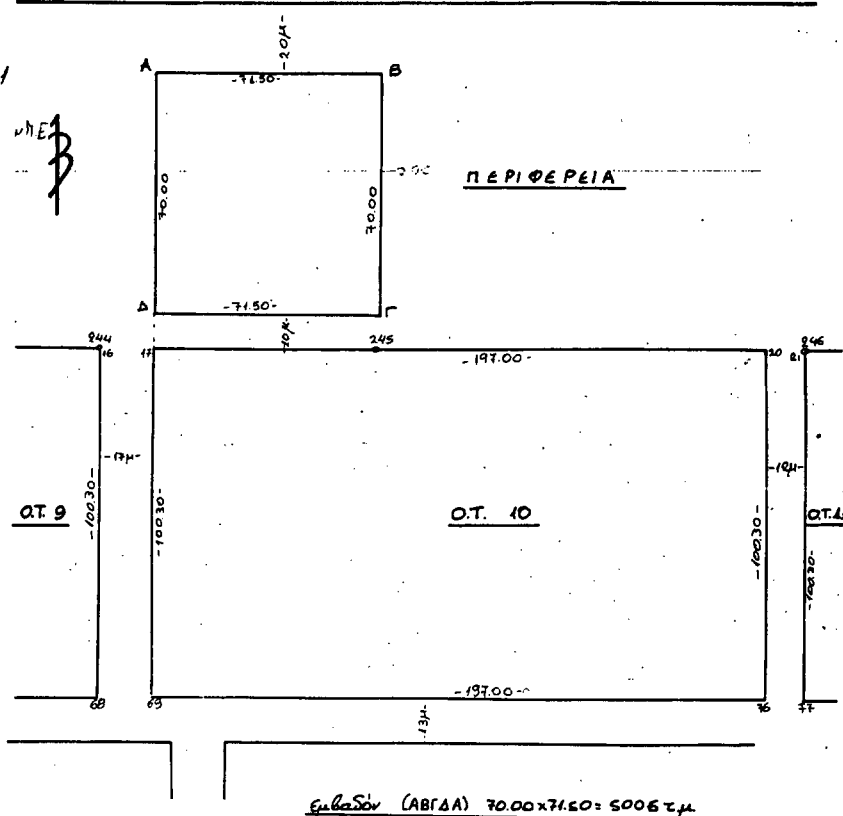 -20μ-
Α
Β
-71.50-
70.00
70.00
ΠΕΡΙΦΕΡΕΙΑ
Δ
-71.50-
Γ
-10μ-
244
16
17
245
-197.00-
20
246
21
-17μ-
-12μ-
Ο.Τ. 9
-100.30-
-100.30-
Ο.Τ. 10
-100.30-
Ο.Τ.
68
69
-197.00-
76
77
-13μ-
εμβαδόν (ΑΒΓΔΑ) 70.00x71.50= 5005 τ.μ